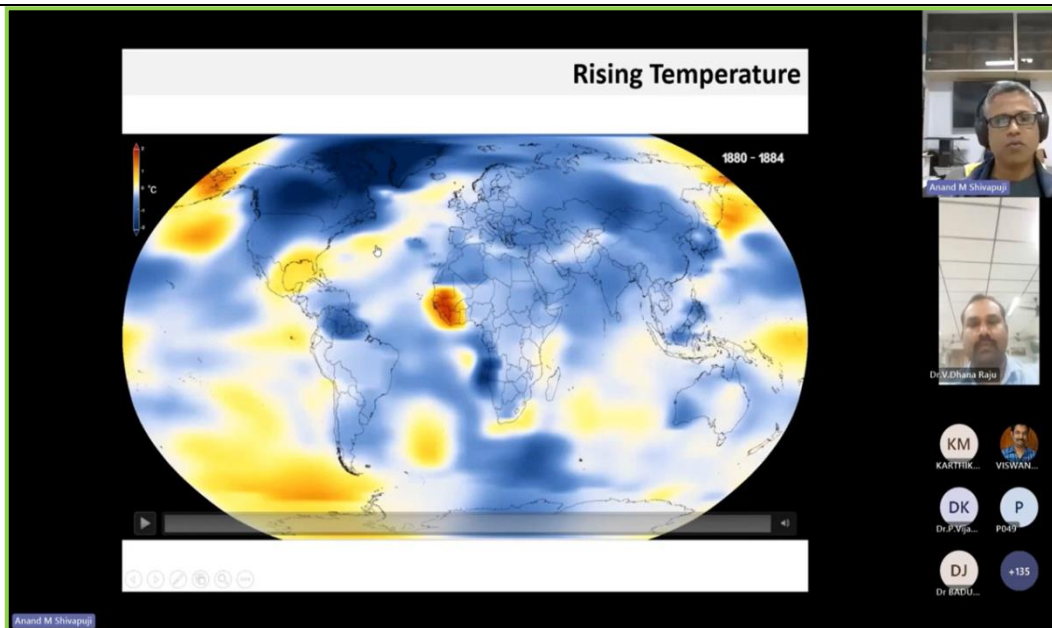 Rising Temperature
1880 - 1884
°C
Anand M Shivapuji
Dr.V.Dhana Raju
KM
KARTHIK...
VISWAN...
DK
P
Dr.P.Vija...
P049
DJ
+135
Dr BADU...
Anand M Shivapuji